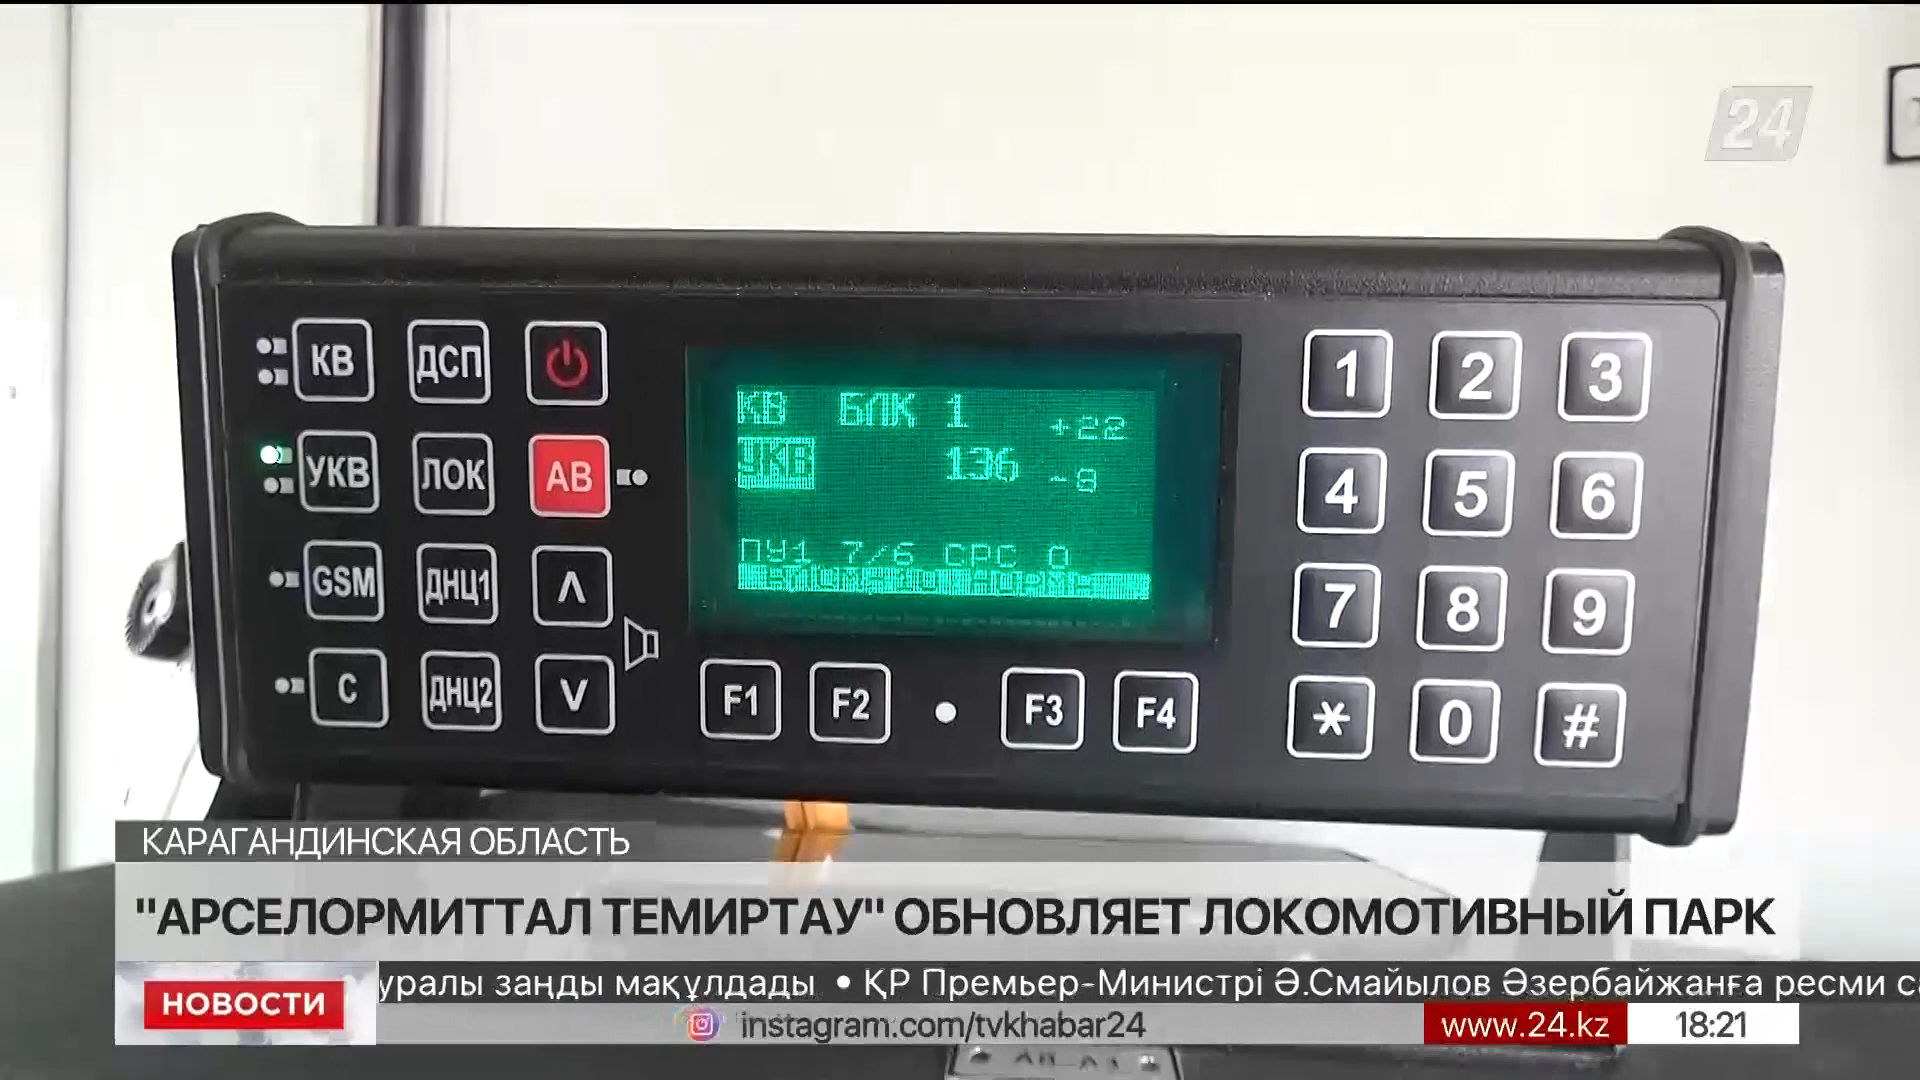 24
КВ ДСП
УКВ ЛОК АВ
GSM ДНЦ1 Λ
С ДНЦ2 V
КВ БЛК 1 +22
УКВ 136 -8
ПУ1 7/6 СРС 0
F1 F2 F3 F4
1 2 3
4 5 6
7 8 9
* 0 #
КАРАГАНДИНСКАЯ ОБЛАСТЬ
"АРСЕЛОРМИТТАЛ ТЕМИРТАУ" ОБНОВЛЯЕТ ЛОКОМОТИВНЫЙ ПАРК
НОВОСТИ
уралы заңды мақұлдады • ҚР Премьер-Министрі Ә.Смайылов Әзербайжанға ресми са
instagram.com/tvkhabar24
www.24.kz 18:21